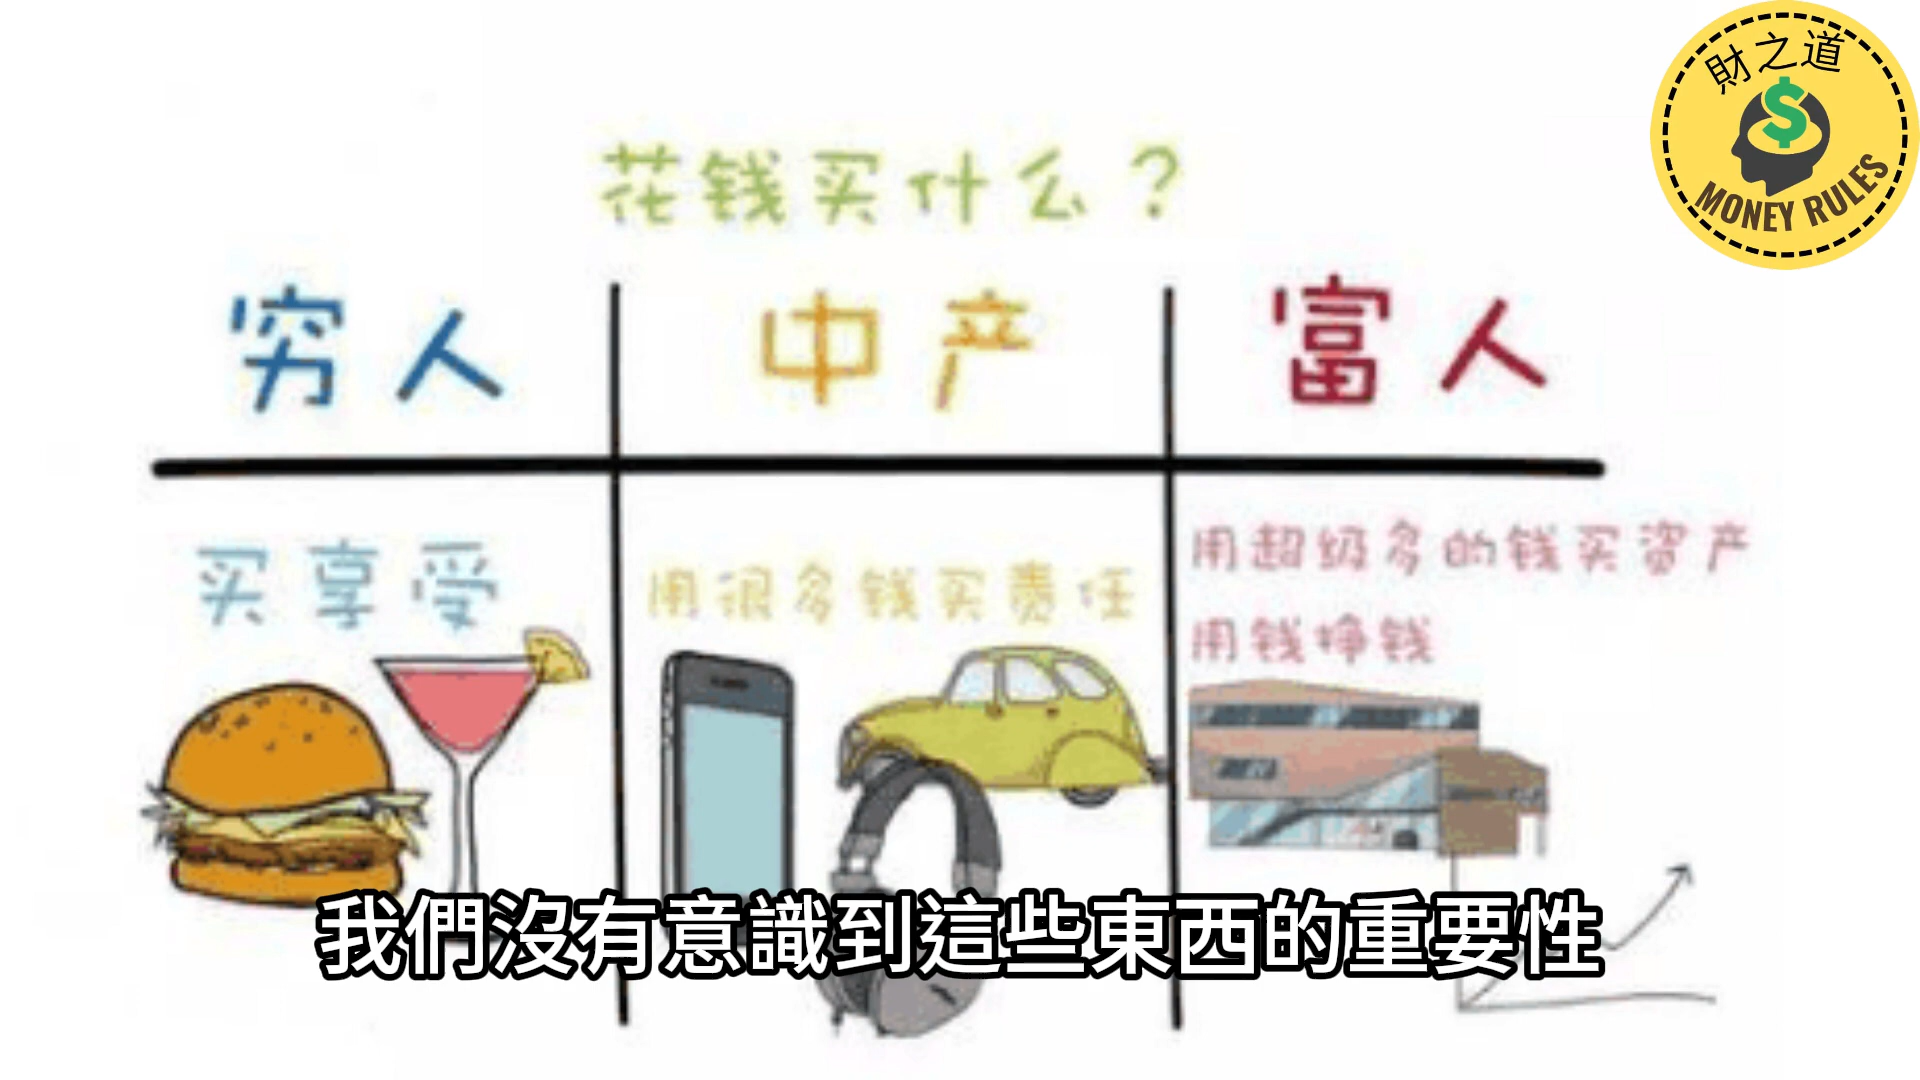 財之道
MONEY RULES
花钱买什么？
穷人
中产
富人
买享受
用很多钱买责任
用超级多的钱买资产
用钱挣钱
我們沒有意識到這些東西的重要性